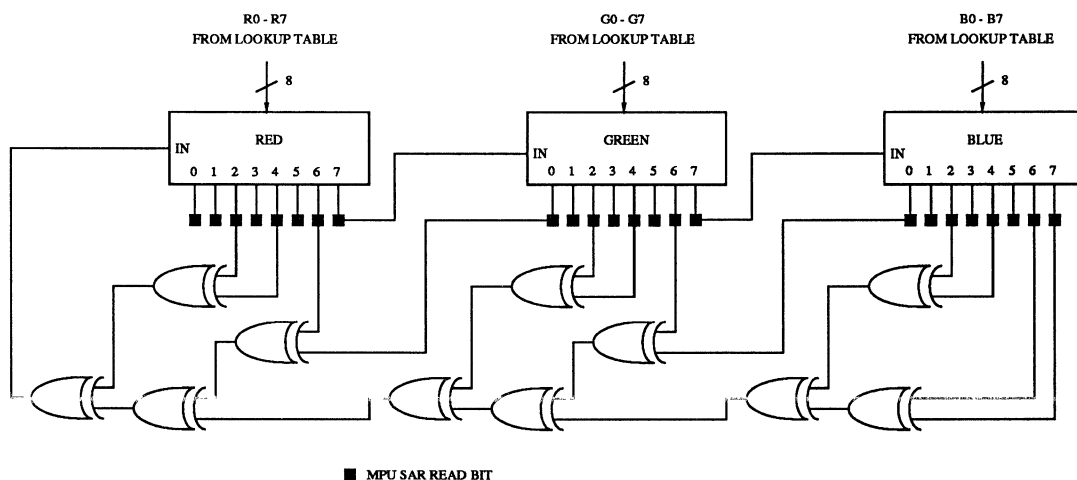 R0 - R7
FROM LOOKUP TABLE
8
G0 - G7
FROM LOOKUP TABLE
8
B0 - B7
FROM LOOKUP TABLE
8
RED
IN
0 1 2 3 4 5 6 7
GREEN
IN
0 1 2 3 4 5 6 7
BLUE
IN
0 1 2 3 4 5 6 7
MPU SAR READ BIT